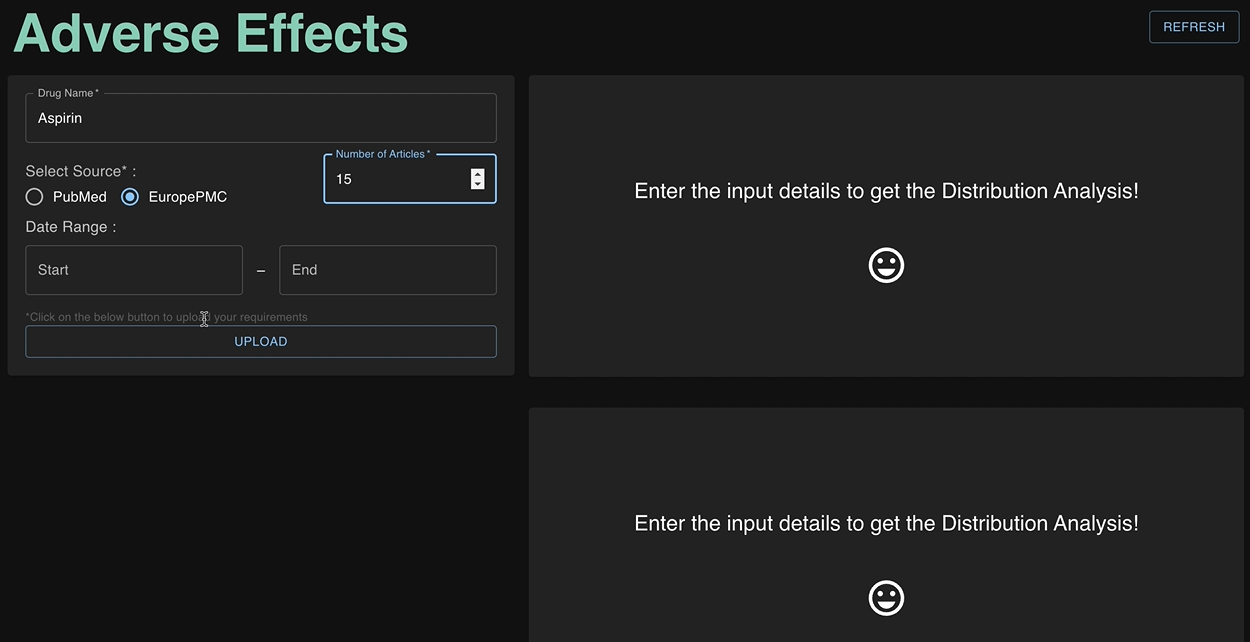 Adverse Effects
REFRESH
Drug Name *
Aspirin
Select Source* :
Number of Articles *
15
PubMed
EuropePMC
Date Range :
Start
–
End
*Click on the below button to upload your requirements
UPLOAD
Enter the input details to get the Distribution Analysis!
Enter the input details to get the Distribution Analysis!